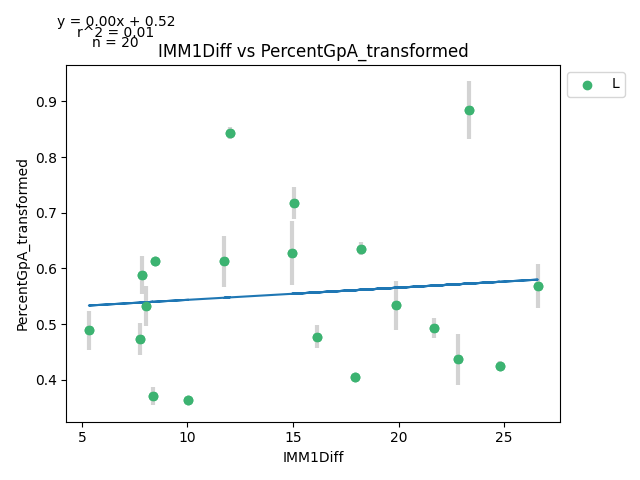 y = 0.00x + 0.52
r^2 = 0.01
n = 20
IMM1Diff vs PercentGpA_transformed
L
PercentGpA_transformed
0.9
0.8
0.7
0.6
0.5
0.4
5 10 15 20 25
IMM1Diff